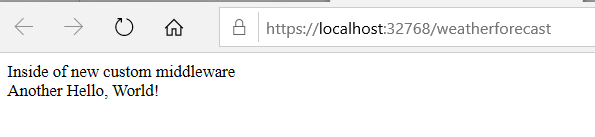 https://localhost:32768/weatherforecast
Inside of new custom middleware
Another Hello, World!